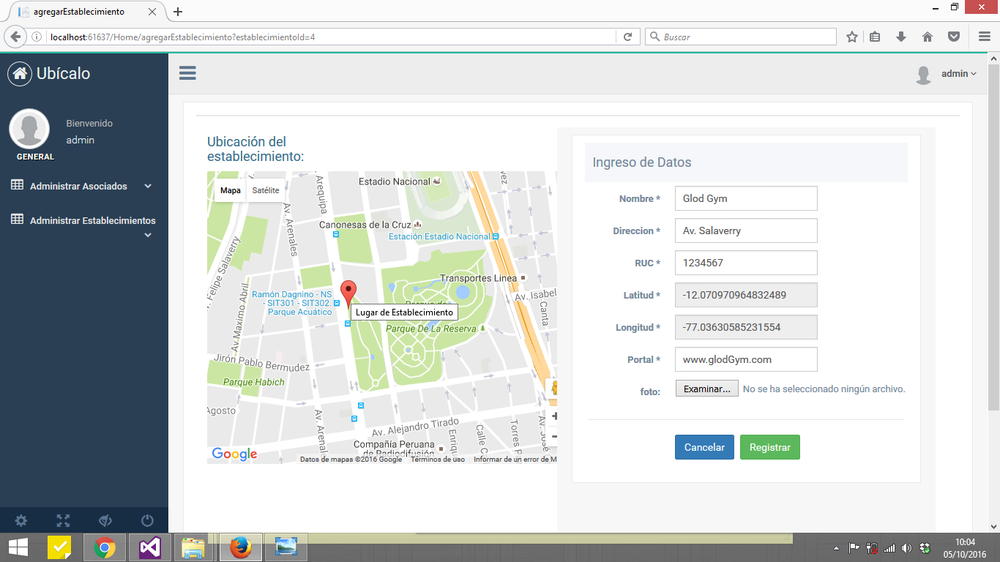 agregarEstablecimiento
localhost:61637/Home/agregarEstablecimiento?establecimientoId=4
Buscar
Ubícalo
admin
Bienvenido
admin
GENERAL
Administrar Asociados
Administrar Establecimientos
Ubicación del
establecimiento:
Mapa
Satélite
Estadio Nacional
Arequipa
Av. Arenales
Canonesas de la Cruz
Estación Estadio Nacional
Felipe Salaverry
Transportes Linea
Av. Isabel
Canta
Av. Maximo Abril
Ramón Dagnino - NS
- SIT301 - SIT302.
Parque Acuático
Lugar de Establecimiento
Parque De La Reserva
Jirón Pablo Bermudez
Parque Habich
Agosto
Av. Arenal
Av. Alejandro Tirado
Compañía Peruana
de Radiodifusión
Enriqu
Calle C
Torres P
Av. José
Google
Datos de mapas ©2016 Google
Términos de uso
Informar de un error de M
Ingreso de Datos
Nombre *
Glod Gym
Direccion *
Av. Salaverry
RUC *
1234567
Latitud *
-12.070970964832489
Longitud *
-77.03630585231554
Portal *
www.glodGym.com
foto:
Examinar...
No se ha seleccionado ningún archivo.
Cancelar
Registrar
10:04
05/10/2016